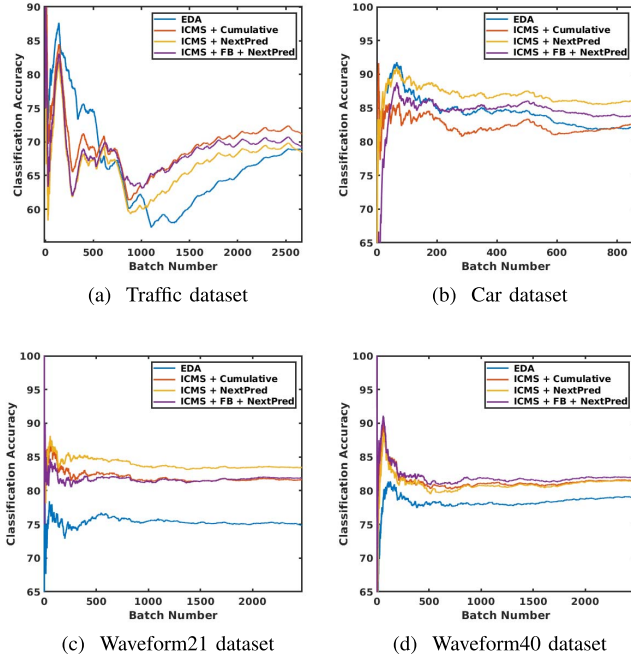 90
85
80
75
70
65
60
Classification Accuracy
EDA
ICMS + Cumulative
ICMS + NextPred
ICMS + FB + NextPred
0 500 1000 1500 2000 2500
Batch Number
(a) Traffic dataset
100
95
90
85
80
75
70
65
Classification Accuracy
EDA
ICMS + Cumulative
ICMS + NextPred
ICMS + FB + NextPred
0 200 400 600 800
Batch Number
(b) Car dataset
100
95
90
85
80
75
70
65
Classification Accuracy
EDA
ICMS + Cumulative
ICMS + NextPred
ICMS + FB + NextPred
0 500 1000 1500 2000
Batch Number
(c) Waveform21 dataset
100
95
90
85
80
75
70
65
Classification Accuracy
EDA
ICMS + Cumulative
ICMS + NextPred
ICMS + FB + NextPred
0 500 1000 1500 2000
Batch Number
(d) Waveform40 dataset